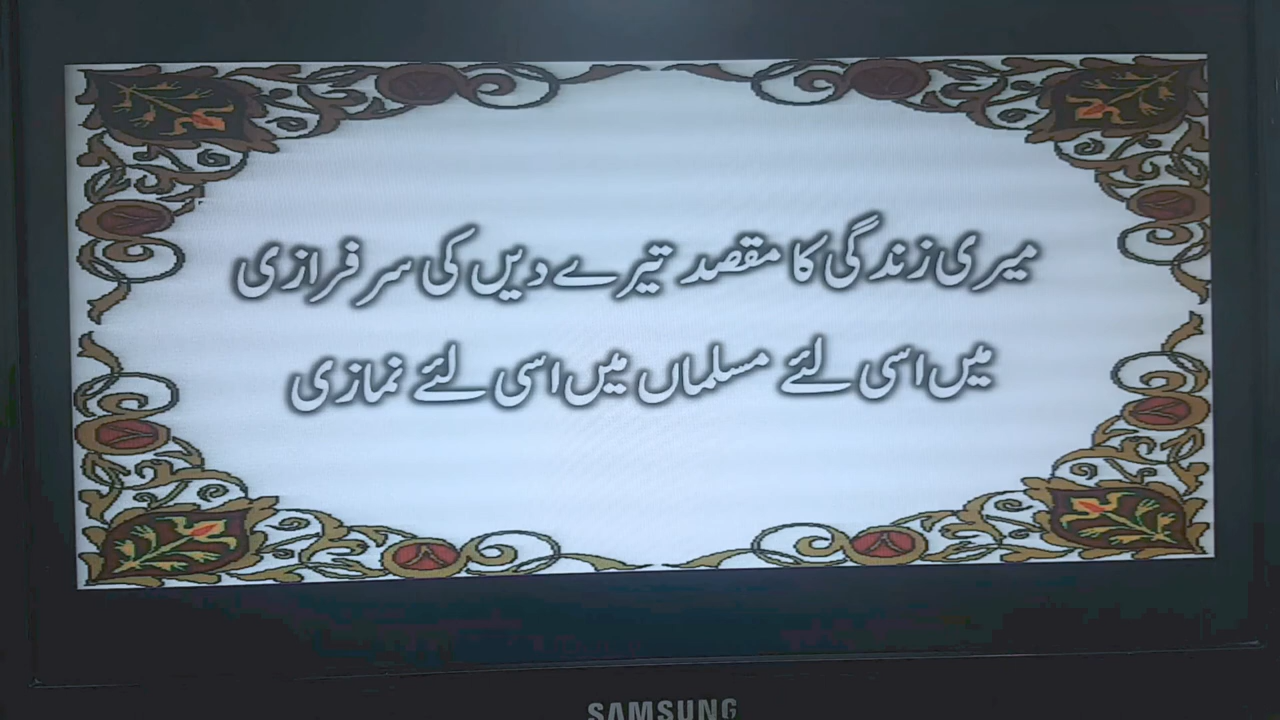 میری زندگی کا مقصد تیرے دیں کی سرفرازی
میں اسی لئے مسلماں میں اسی لئے نمازی
SAMSUNG